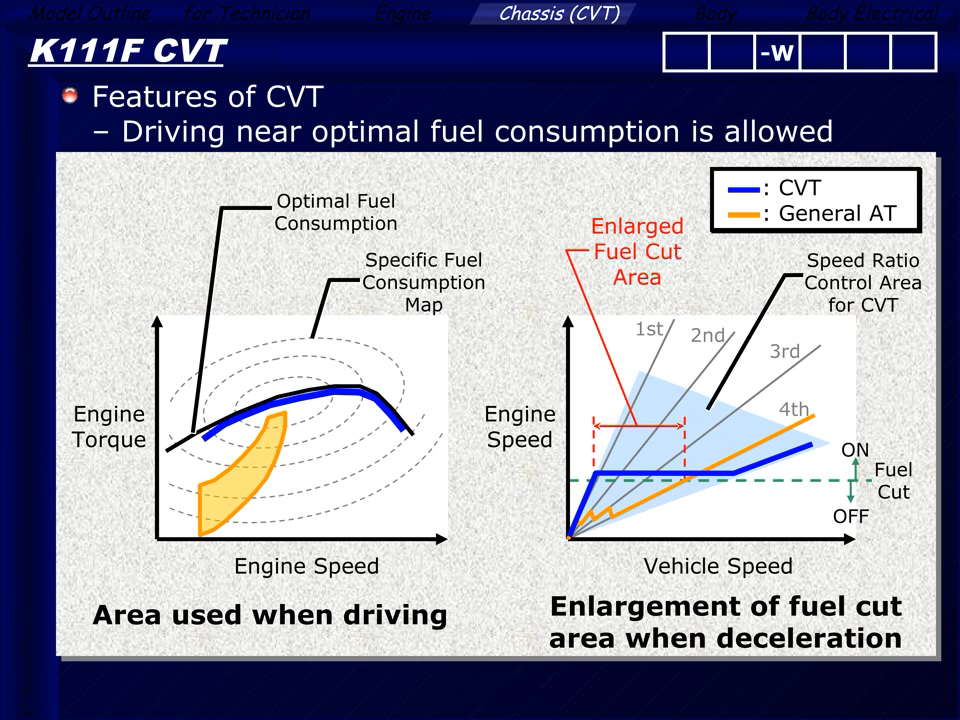 Model Outline for Technician Engine Chassis (CVT) Body Body Electrical
K111F CVT
-W
Features of CVT
– Driving near optimal fuel consumption is allowed
: CVT
: General AT
Optimal Fuel
Consumption
Specific Fuel
Consumption
Map
Engine
Torque
Engine Speed
Area used when driving
Enlarged
Fuel Cut
Area
Speed Ratio
Control Area
for CVT
1st
2nd
3rd
4th
Engine
Speed
ON
Fuel
Cut
OFF
Vehicle Speed
Enlargement of fuel cut
area when deceleration